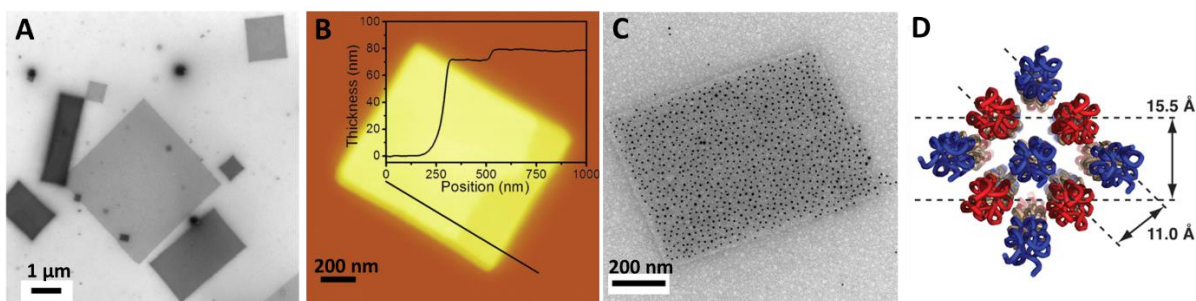 A
1 μm
B
Thickness (nm)
100
80
60
40
20
0
0 250 500 750 1000
Position (nm)
200 nm
C
200 nm
D
15.5 Å
11.0 Å